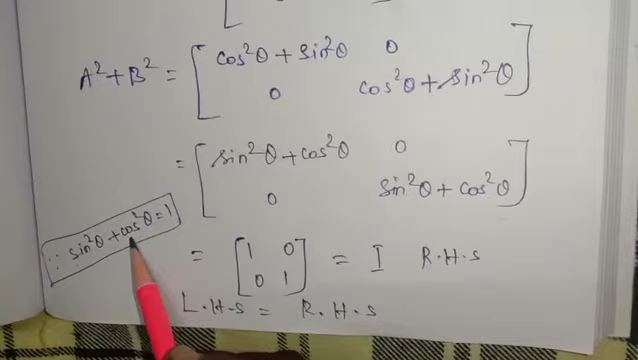 A²+B² = [cos²θ + sin²θ 0
0 cos²θ + sin²θ]
= [sin²θ + cos²θ 0
0 sin²θ + cos²θ]
∵ sin²θ + cos²θ = 1
= [1 0
0 1] = I R.H.S
L.H.S = R.H.S